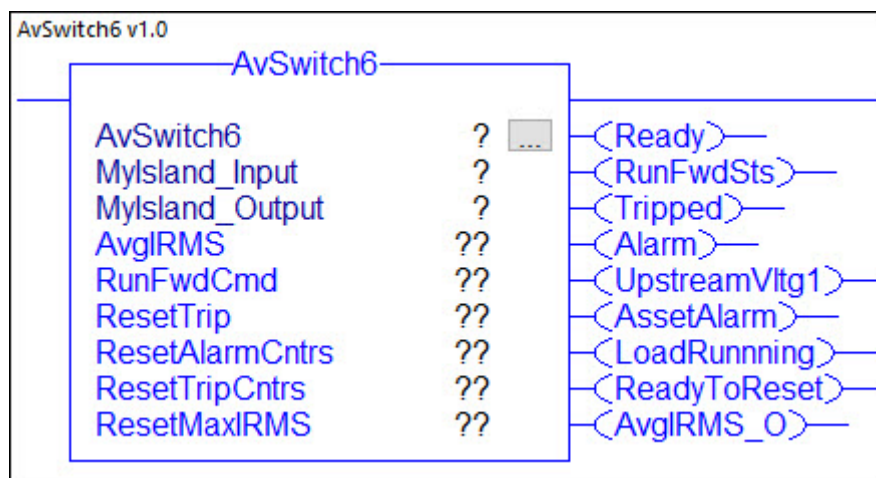 AvSwitch6 v1.0
AvSwitch6
AvSwitch6 ? ... Ready
MyIsland_Input ? RunFwdSts
MyIsland_Output ? Tripped
AvgIRMS ?? Alarm
RunFwdCmd ?? UpstreamVltg1
ResetTrip ?? AssetAlarm
ResetAlarmCntrs ?? LoadRunnning
ResetTripCntrs ?? ReadyToReset
ResetMaxIRMS ?? AvgIRMS_O